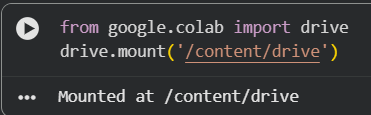 from google.colab import drive
drive.mount('/content/drive')
Mounted at /content/drive